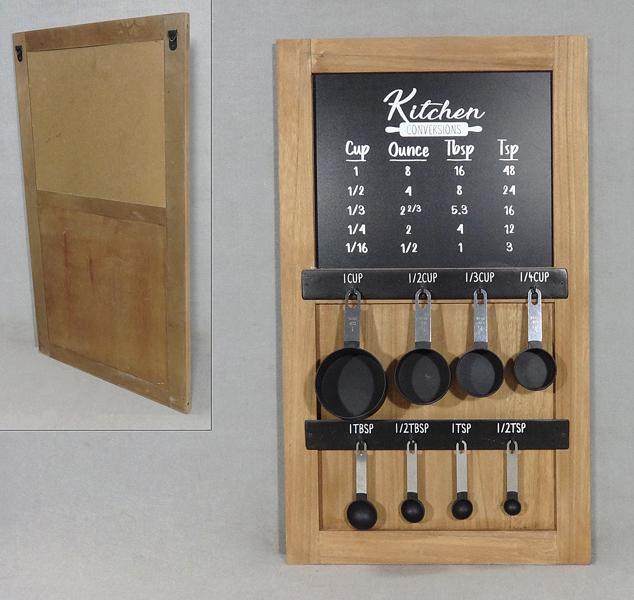 Kitchen
CONVERSIONS
Cup Ounce Tbsp Tsp
1 8 16 48
1/2 4 8 24
1/3 2 2/3 5.3 16
1/4 2 4 12
1/16 1/2 1 3
1CUP 1/2CUP 1/3CUP 1/4CUP
1TBSP 1/2TBSP 1TSP 1/2TSP